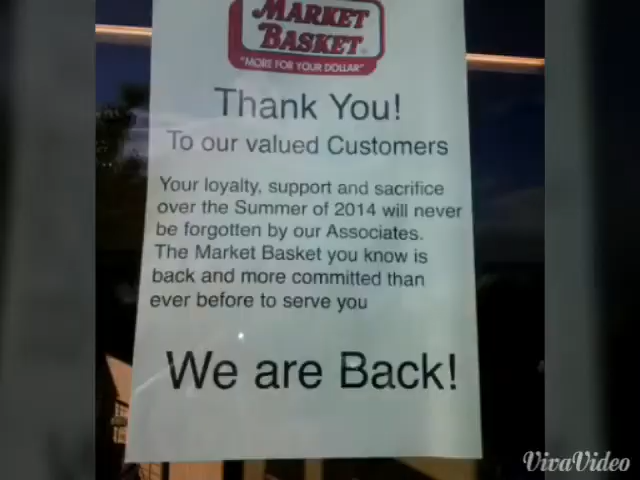 MARKET
BASKET
"MORE FOR YOUR DOLLAR"
Thank You!
To our valued Customers
Your loyalty, support and sacrifice
over the Summer of 2014 will never
be forgotten by our Associates.
The Market Basket you know is
back and more committed than
ever before to serve you
We are Back!
VivaVideo